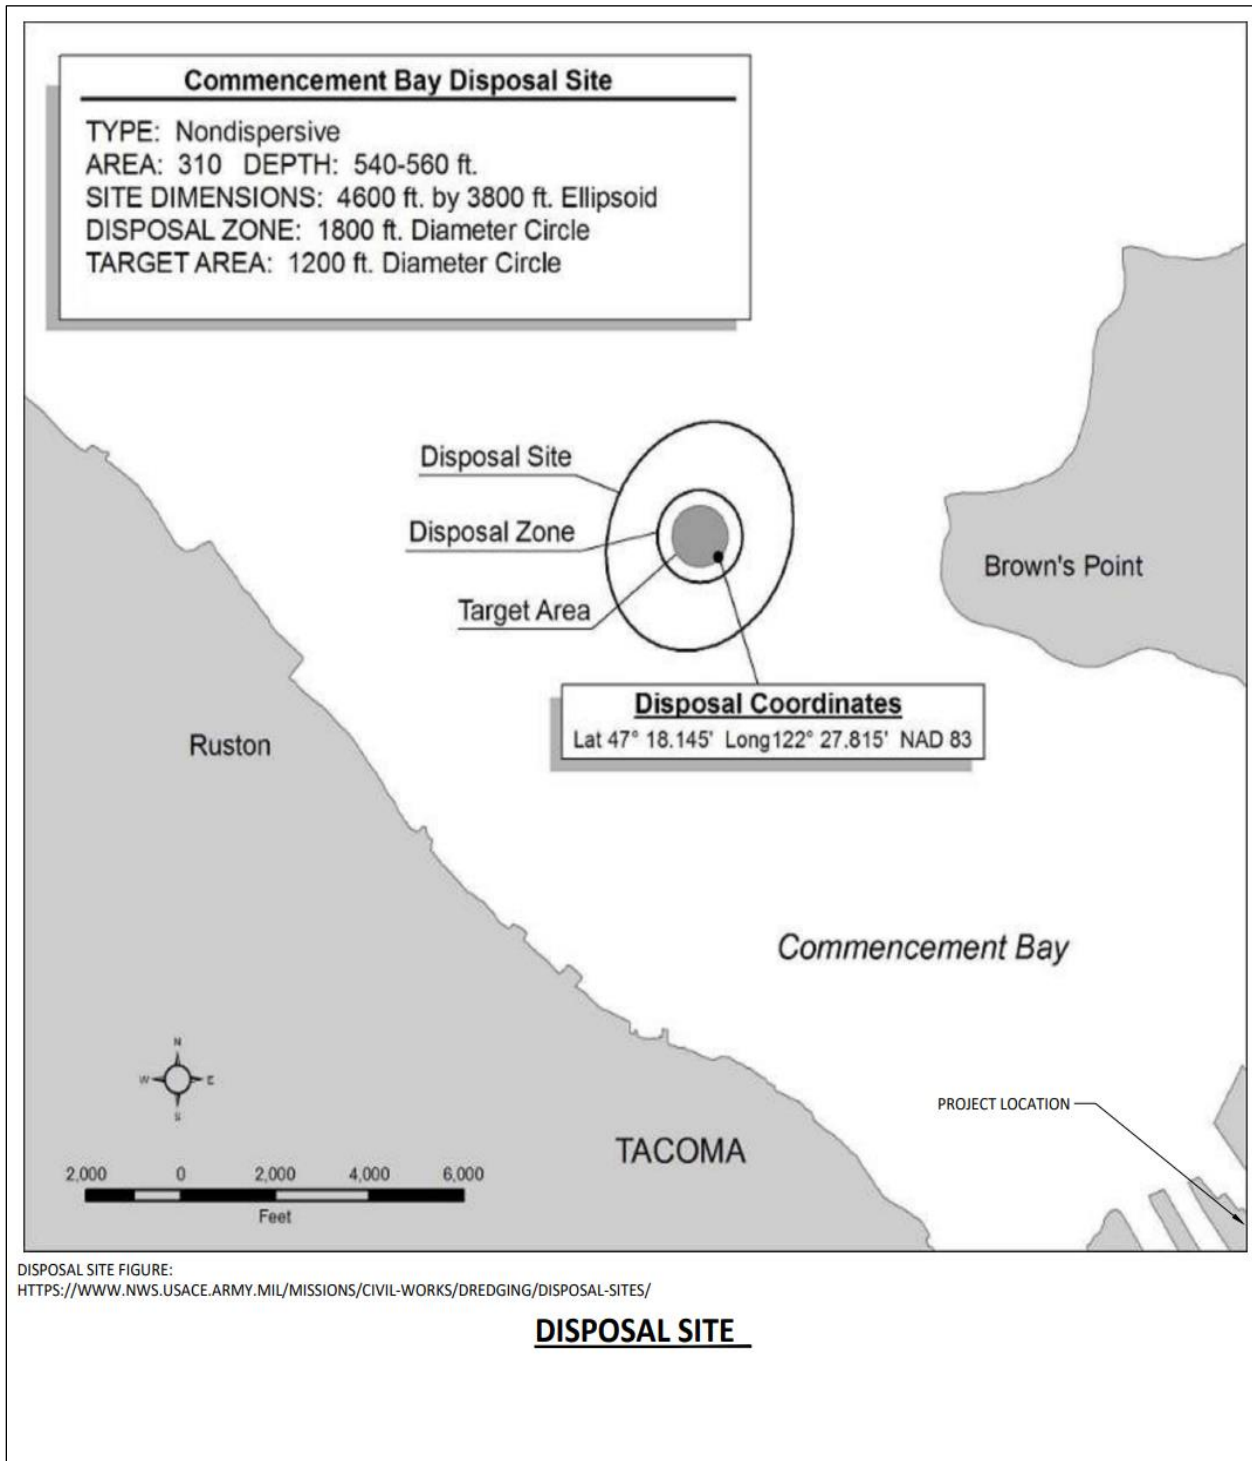 Commencement Bay Disposal Site
TYPE: Nondispersive
AREA: 310 DEPTH: 540-560 ft.
SITE DIMENSIONS: 4600 ft. by 3800 ft. Ellipsoid
DISPOSAL ZONE: 1800 ft. Diameter Circle
TARGET AREA: 1200 ft. Diameter Circle
Disposal Site
Disposal Zone
Target Area
Brown's Point
Disposal Coordinates
Lat 47° 18.145' Long122° 27.815' NAD 83
Ruston
Commencement Bay
N
W E
S
PROJECT LOCATION
TACOMA
2,000 0 2,000 4,000 6,000
Feet
DISPOSAL SITE FIGURE:
HTTPS://WWW.NWS.USACE.ARMY.MIL/MISSIONS/CIVIL-WORKS/DREDGING/DISPOSAL-SITES/
DISPOSAL SITE